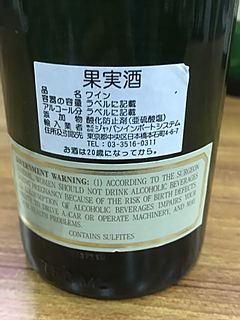 果実酒
品名 ワイン
容器の容量 ラベルに記載
アルコール分 ラベルに記載
添加物 酸化防止剤(亜硫酸塩)
輸入業者 ジャパンインポートシステム
東京都中央区日本橋本石町4-6-7
TEL : 03-3516-0311
お酒は20歳になってから。
GOVERNMENT WARNING: (1) ACCORDING TO THE SURGEON
WOMEN SHOULD NOT DRINK ALCOHOLIC BEVERAGES
PREGNANCY BECAUSE OF THE RISK OF BIRTH DEFECTS.
OF ALCOHOLIC BEVERAGES IMPAIRS YOUR
DRIVE A CAR OR OPERATE MACHINERY, AND MAY
PROBLEMS.
CONTAINS SULFITES